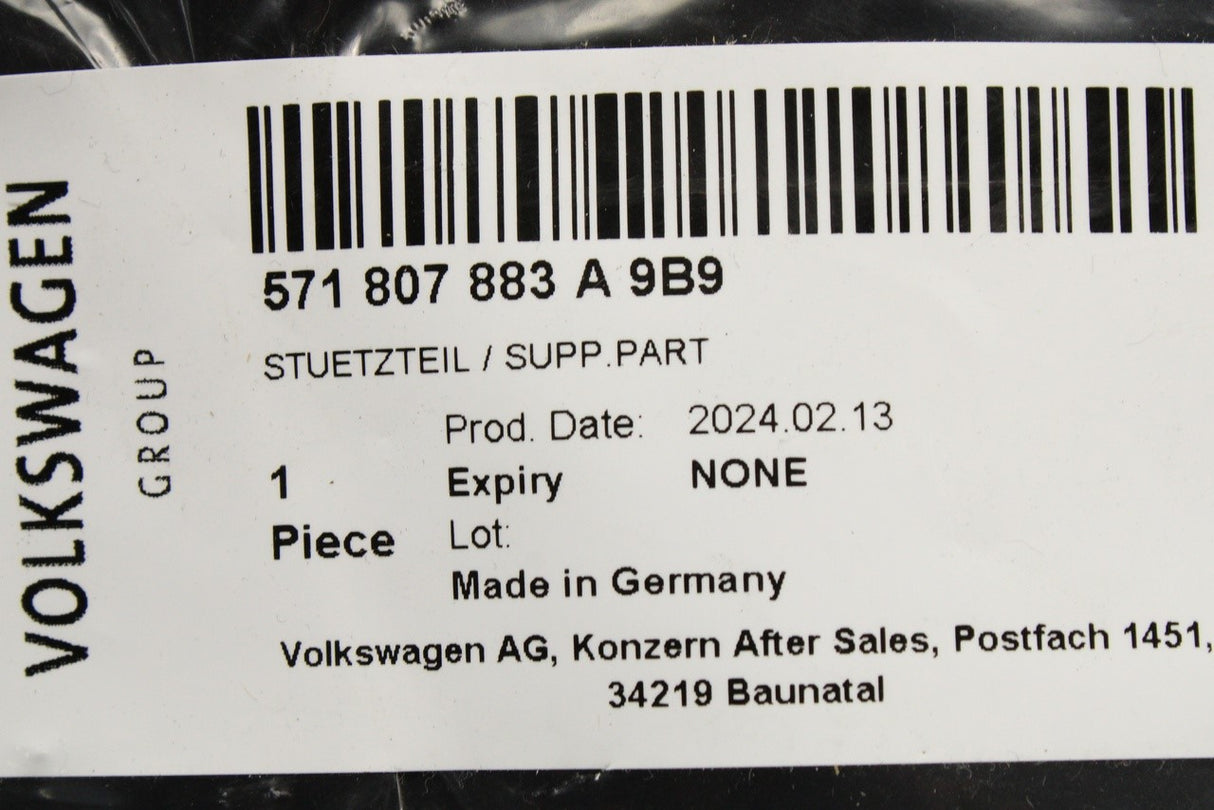 VOLKSWAGEN
GROUP
571 807 883 A 9B9
STUETZTEIL / SUPP.PART
Prod. Date: 2024.02.13
1 Expiry NONE
Piece Lot:
Made in Germany
Volkswagen AG, Konzern After Sales, Postfach 1451,
34219 Baunatal